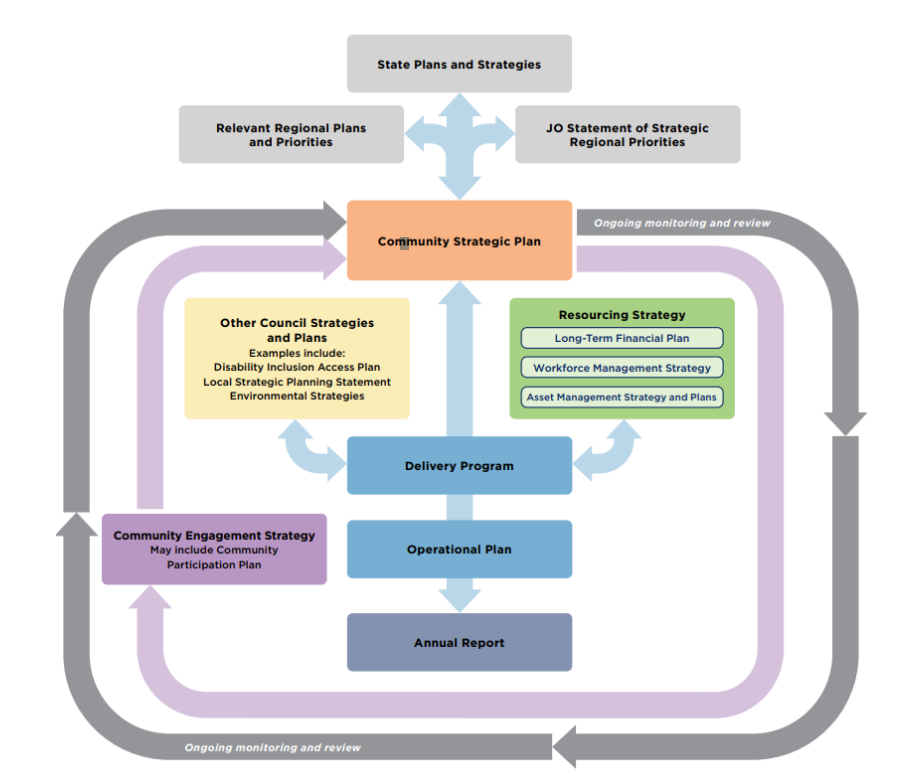 State Plans and Strategies
Relevant Regional Plans
and Priorities
JO Statement of Strategic
Regional Priorities
Ongoing monitoring and review
Community Strategic Plan
Other Council Strategies
and Plans
Examples include:
Disability Inclusion Access Plan
Local Strategic Planning Statement
Environmental Strategies
Resourcing Strategy
Long-Term Financial Plan
Workforce Management Strategy
Asset Management Strategy and Plans
Delivery Program
Community Engagement Strategy
May include Community
Participation Plan
Operational Plan
Annual Report
Ongoing monitoring and review